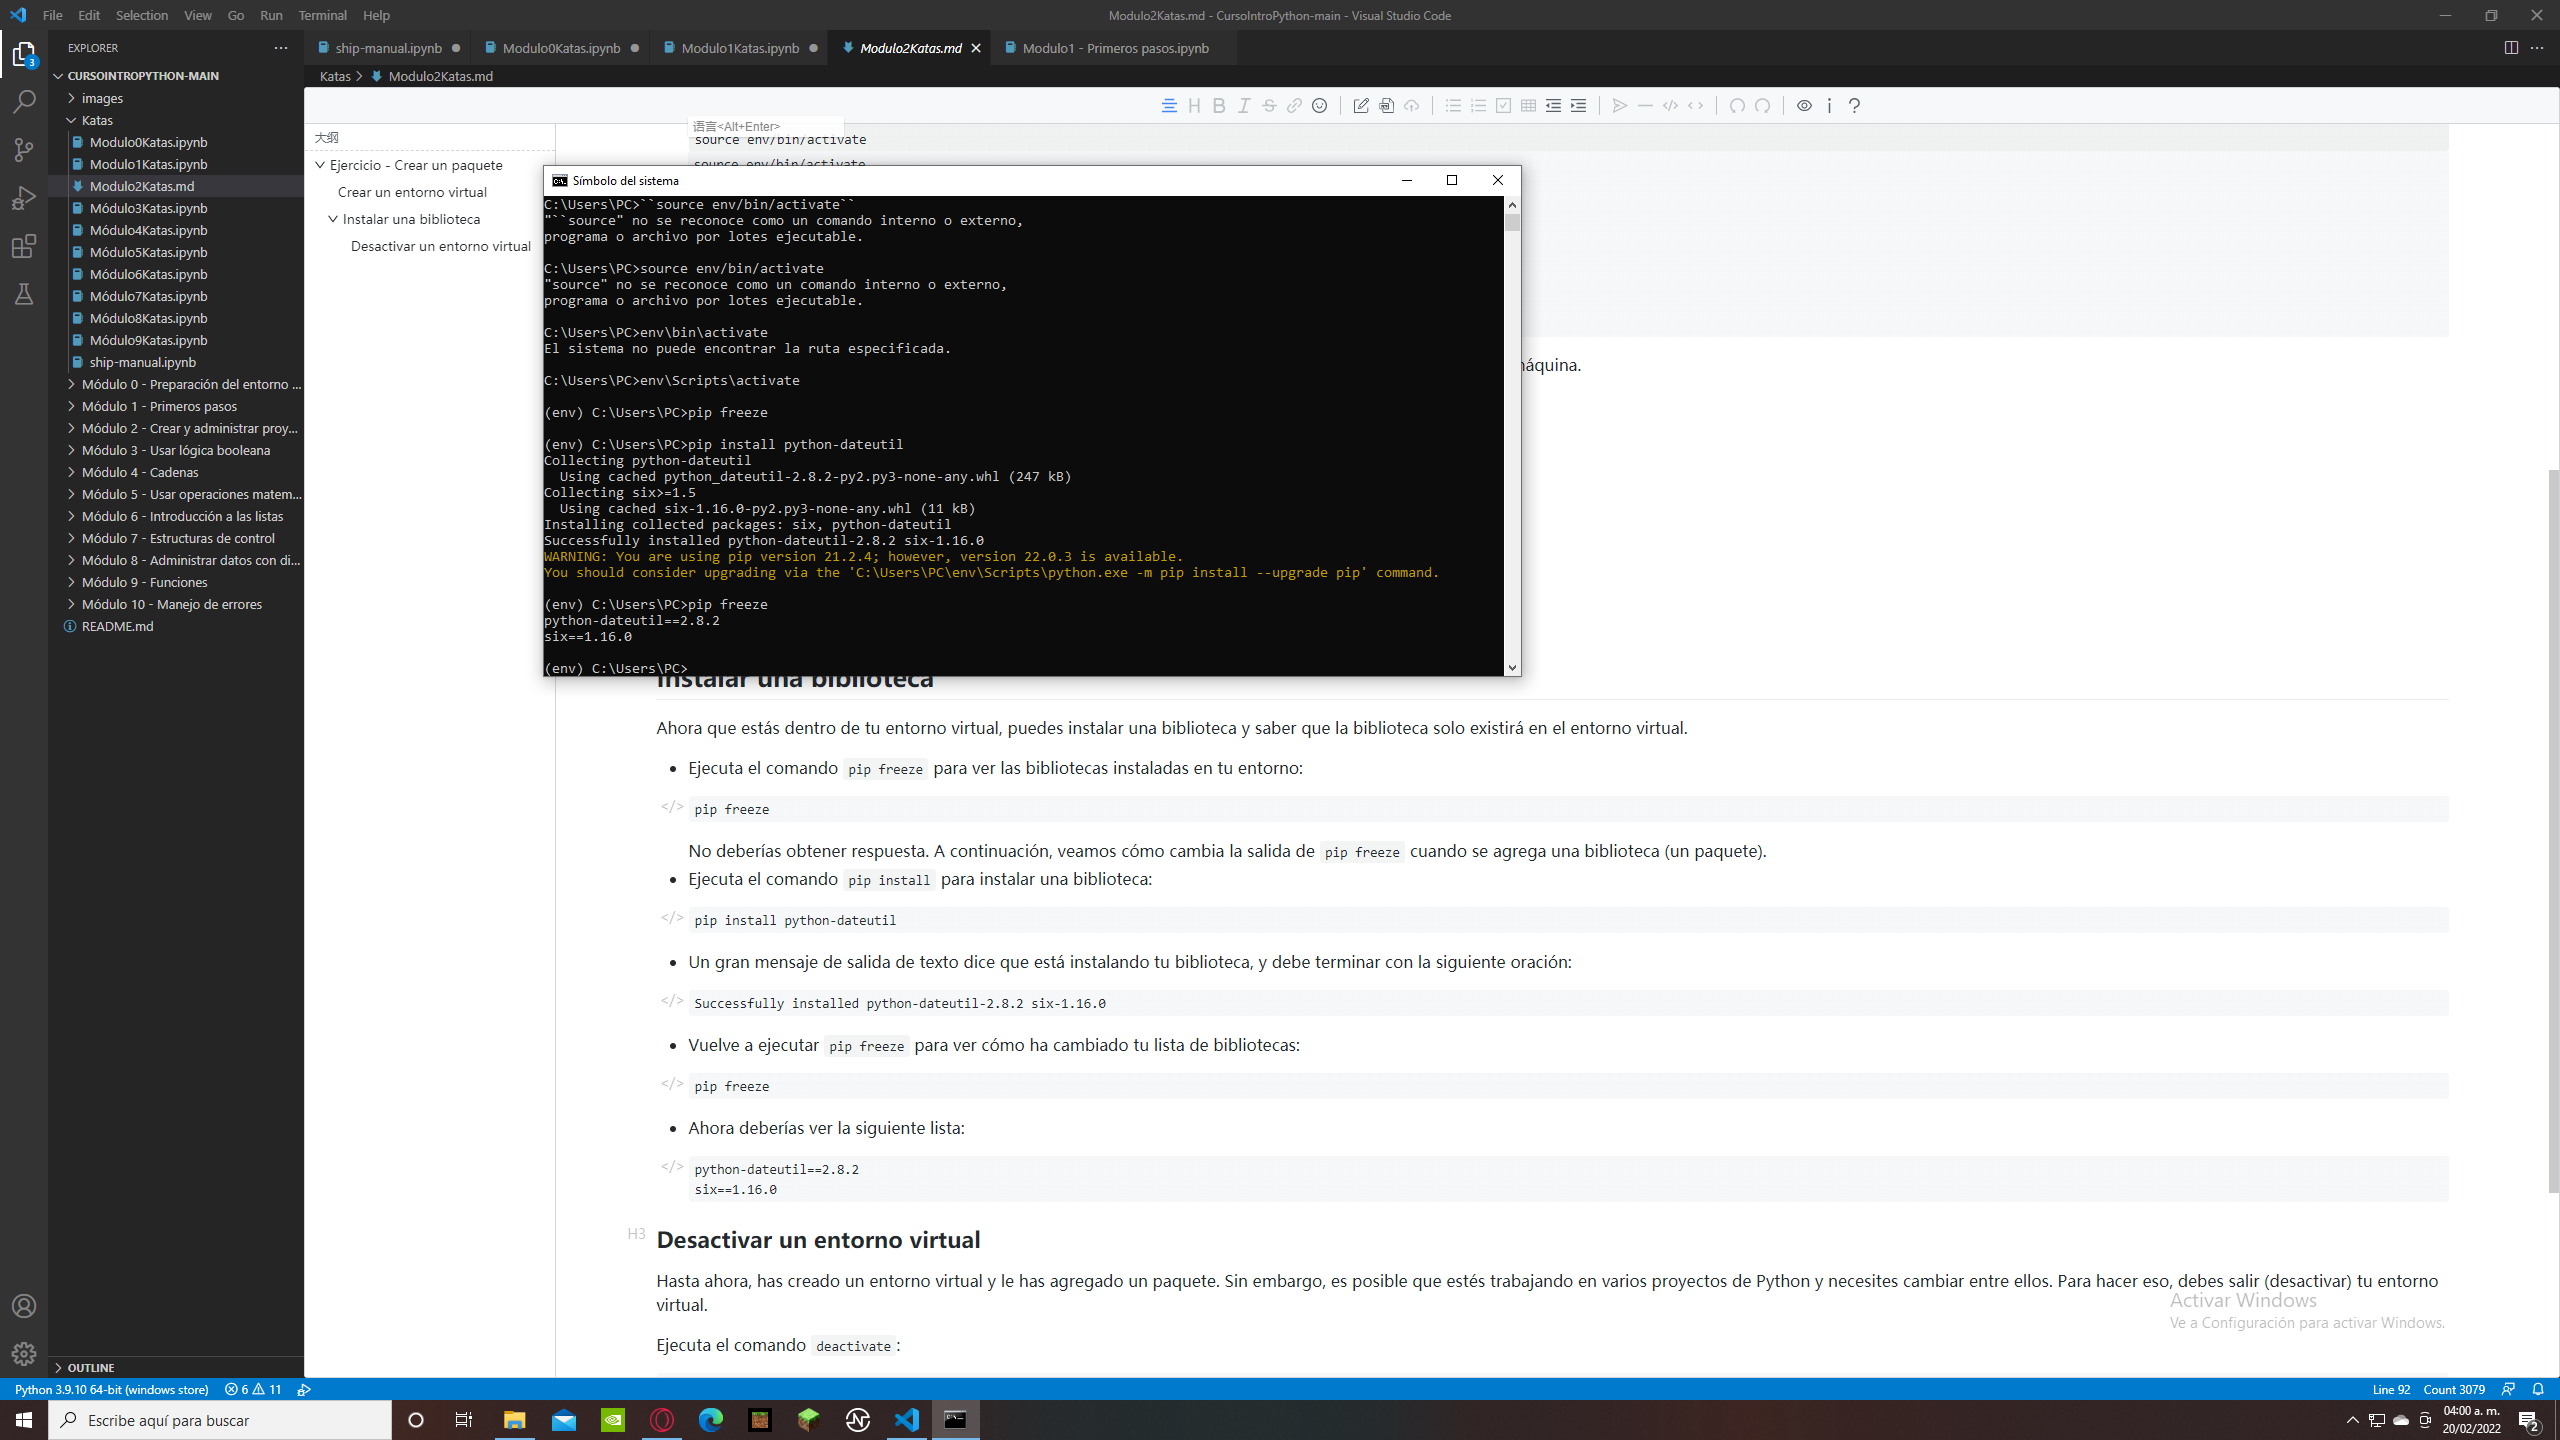 File Edit Selection View Go Run Terminal Help
Modulo2Katas.md - CursoIntroPython-main - Visual Studio Code
EXPLORER
ship-manual.ipynb Modulo0Katas.ipynb Modulo1Katas.ipynb Modulo2Katas.md Modulo1 - Primeros pasos.ipynb
3
CURSOINTROPYTHON-MAIN
Katas > Modulo2Katas.md
images
Katas
Modulo0Katas.ipynb
Modulo1Katas.ipynb
Modulo2Katas.md
Módulo3Katas.ipynb
Módulo4Katas.ipynb
Módulo5Katas.ipynb
Módulo6Katas.ipynb
Módulo7Katas.ipynb
Módulo8Katas.ipynb
Módulo9Katas.ipynb
ship-manual.ipynb
Módulo 0 - Preparación del entorno ...
Módulo 1 - Primeros pasos
Módulo 2 - Crear y administrar proy...
Módulo 3 - Usar lógica booleana
Módulo 4 - Cadenas
Módulo 5 - Usar operaciones matem...
Módulo 6 - Introducción a las listas
Módulo 7 - Estructuras de control
Módulo 8 - Administrar datos con di...
Módulo 9 - Funciones
Módulo 10 - Manejo de errores
README.md
OUTLINE
大纲
Ejercicio - Crear un paquete
Crear un entorno virtual
Instalar una biblioteca
Desactivar un entorno virtual
语言<Alt+Enter>
source env/bin/activate
source env/bin/activate
Símbolo del sistema
C:\Users\PC>``source env/bin/activate``
"``source" no se reconoce como un comando interno o externo,
programa o archivo por lotes ejecutable.
C:\Users\PC>source env/bin/activate
"source" no se reconoce como un comando interno o externo,
programa o archivo por lotes ejecutable.
C:\Users\PC>env\bin\activate
El sistema no puede encontrar la ruta especificada.
C:\Users\PC>env\Scripts\activate
(env) C:\Users\PC>pip freeze
(env) C:\Users\PC>pip install python-dateutil
Collecting python-dateutil
  Using cached python_dateutil-2.8.2-py2.py3-none-any.whl (247 kB)
Collecting six>=1.5
  Using cached six-1.16.0-py2.py3-none-any.whl (11 kB)
Installing collected packages: six, python-dateutil
Successfully installed python-dateutil-2.8.2 six-1.16.0
WARNING: You are using pip version 21.2.4; however, version 22.0.3 is available.
You should consider upgrading via the 'C:\Users\PC\env\Scripts\python.exe -m pip install --upgrade pip' command.
(env) C:\Users\PC>pip freeze
python-dateutil==2.8.2
six==1.16.0
(env) C:\Users\PC>
náquina.
Instalar una biblioteca
Ahora que estás dentro de tu entorno virtual, puedes instalar una biblioteca y saber que la biblioteca solo existirá en el entorno virtual.
• Ejecuta el comando pip freeze para ver las bibliotecas instaladas en tu entorno:
</> pip freeze
No deberías obtener respuesta. A continuación, veamos cómo cambia la salida de pip freeze cuando se agrega una biblioteca (un paquete).
• Ejecuta el comando pip install para instalar una biblioteca:
</> pip install python-dateutil
• Un gran mensaje de salida de texto dice que está instalando tu biblioteca, y debe terminar con la siguiente oración:
</> Successfully installed python-dateutil-2.8.2 six-1.16.0
• Vuelve a ejecutar pip freeze para ver cómo ha cambiado tu lista de bibliotecas:
</> pip freeze
• Ahora deberías ver la siguiente lista:
</> python-dateutil==2.8.2
six==1.16.0
H3 Desactivar un entorno virtual
Hasta ahora, has creado un entorno virtual y le has agregado un paquete. Sin embargo, es posible que estés trabajando en varios proyectos de Python y necesites cambiar entre ellos. Para hacer eso, debes salir (desactivar) tu entorno
virtual.
Ejecuta el comando deactivate :
Activar Windows
Ve a Configuración para activar Windows.
Python 3.9.10 64-bit (windows store) 6 11
Line 92 Count 3079
Escribe aquí para buscar
04:00 a. m.
20/02/2022
2